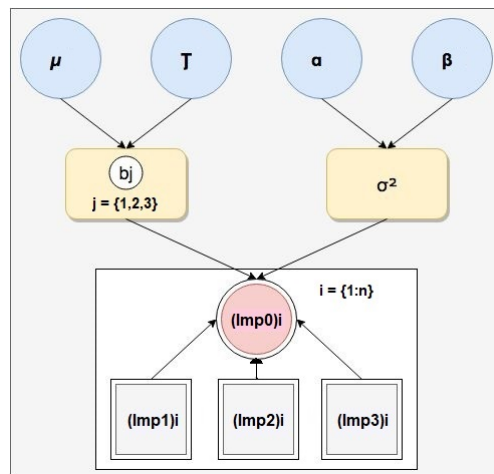 μ
Ƭ
α
β
bj
j = {1,2,3}
σ²
i = {1:n}
(Imp0)i
(Imp1)i
(Imp2)i
(Imp3)i